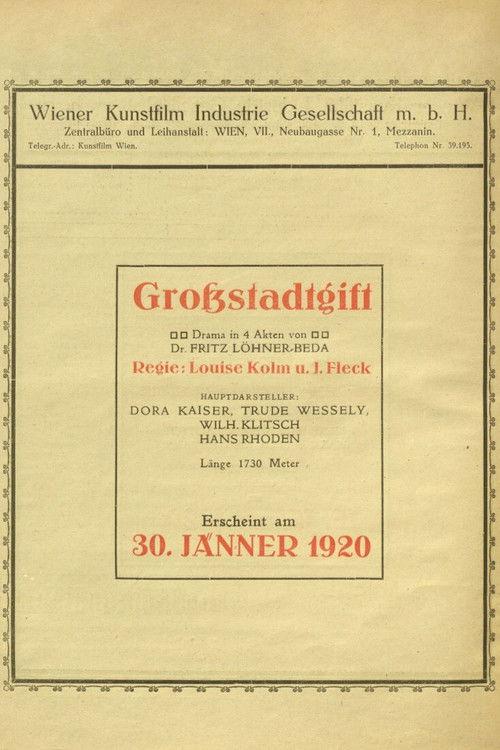 Wiener Kunstfilm Industrie Gesellschaft m. b. H.
Zentralbüro und Leihanstalt: WIEN, VII., Neubaugasse Nr. 1, Mezzanin.
Telegr.-Adr.: Kunstfilm Wien. Telephon Nr. 39.195.
Großstadtgift
Drama in 4 Akten von
Dr. FRITZ LÖHNER-BEDA
Regie: Louise Kolm u. J. Fleck
HAUPTDARSTELLER:
DORA KAISER, TRUDE WESSELY,
WILH. KLITSCH
HANS RHODEN
Länge 1730 Meter
Erscheint am
30. JÄNNER 1920